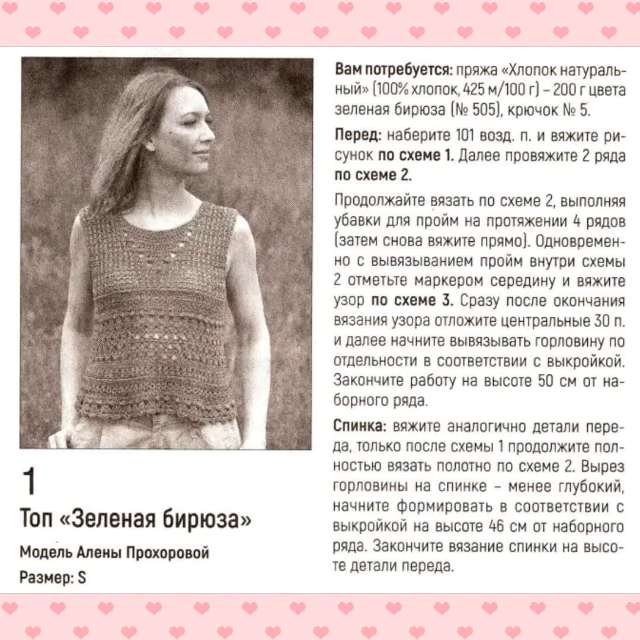 1
Топ «Зеленая бирюза»
Модель Алены Прохоровой
Размер: S
Вам потребуется: пряжа «Хлопок натураль-
ный» (100% хлопок, 425 м/100 г) – 200 г цвета
зеленая бирюза (№ 505), крючок № 5.
Перед: наберите 101 возд. п. и вяжите ри-
сунок по схеме 1. Далее провяжите 2 ряда
по схеме 2.
Продолжайте вязать по схеме 2, выполняя
убавки для пройм на протяжении 4 рядов
(затем снова вяжите прямо). Одновремен-
но с вывязыванием пройм внутри схемы
2 отметьте маркером середину и вяжите
узор по схеме 3. Сразу после окончания
вязания узора отложите центральные 30 п.
и далее начните вывязывать горловину по
отдельности в соответствии с выкройкой.
Закончите работу на высоте 50 см от на-
борного ряда.
Спинка: вяжите аналогично детали пере-
да, только после схемы 1 продолжите пол-
ностью вязать полотно по схеме 2. Вырез
горловины на спинке – менее глубокий,
начните формировать в соответствии с
выкройкой на высоте 46 см от наборного
ряда. Закончите вязание спинки на высо-
те детали переда.